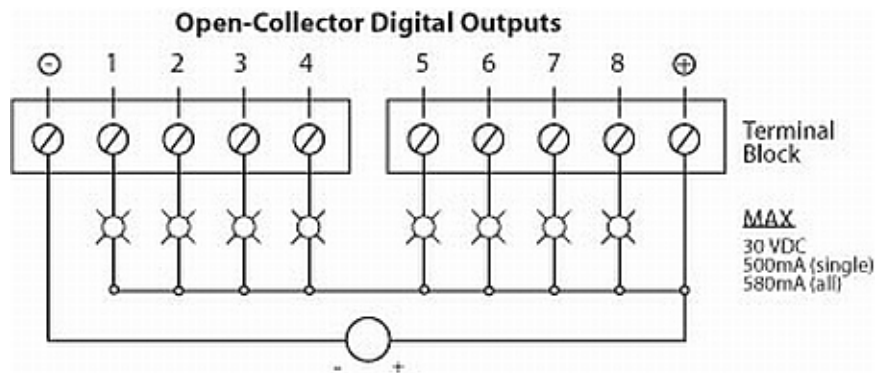 Open-Collector Digital Outputs
- 1 2 3 4 5 6 7 8 +
Terminal
Block
MAX
30 VDC
500mA (single)
580mA (all)
- +